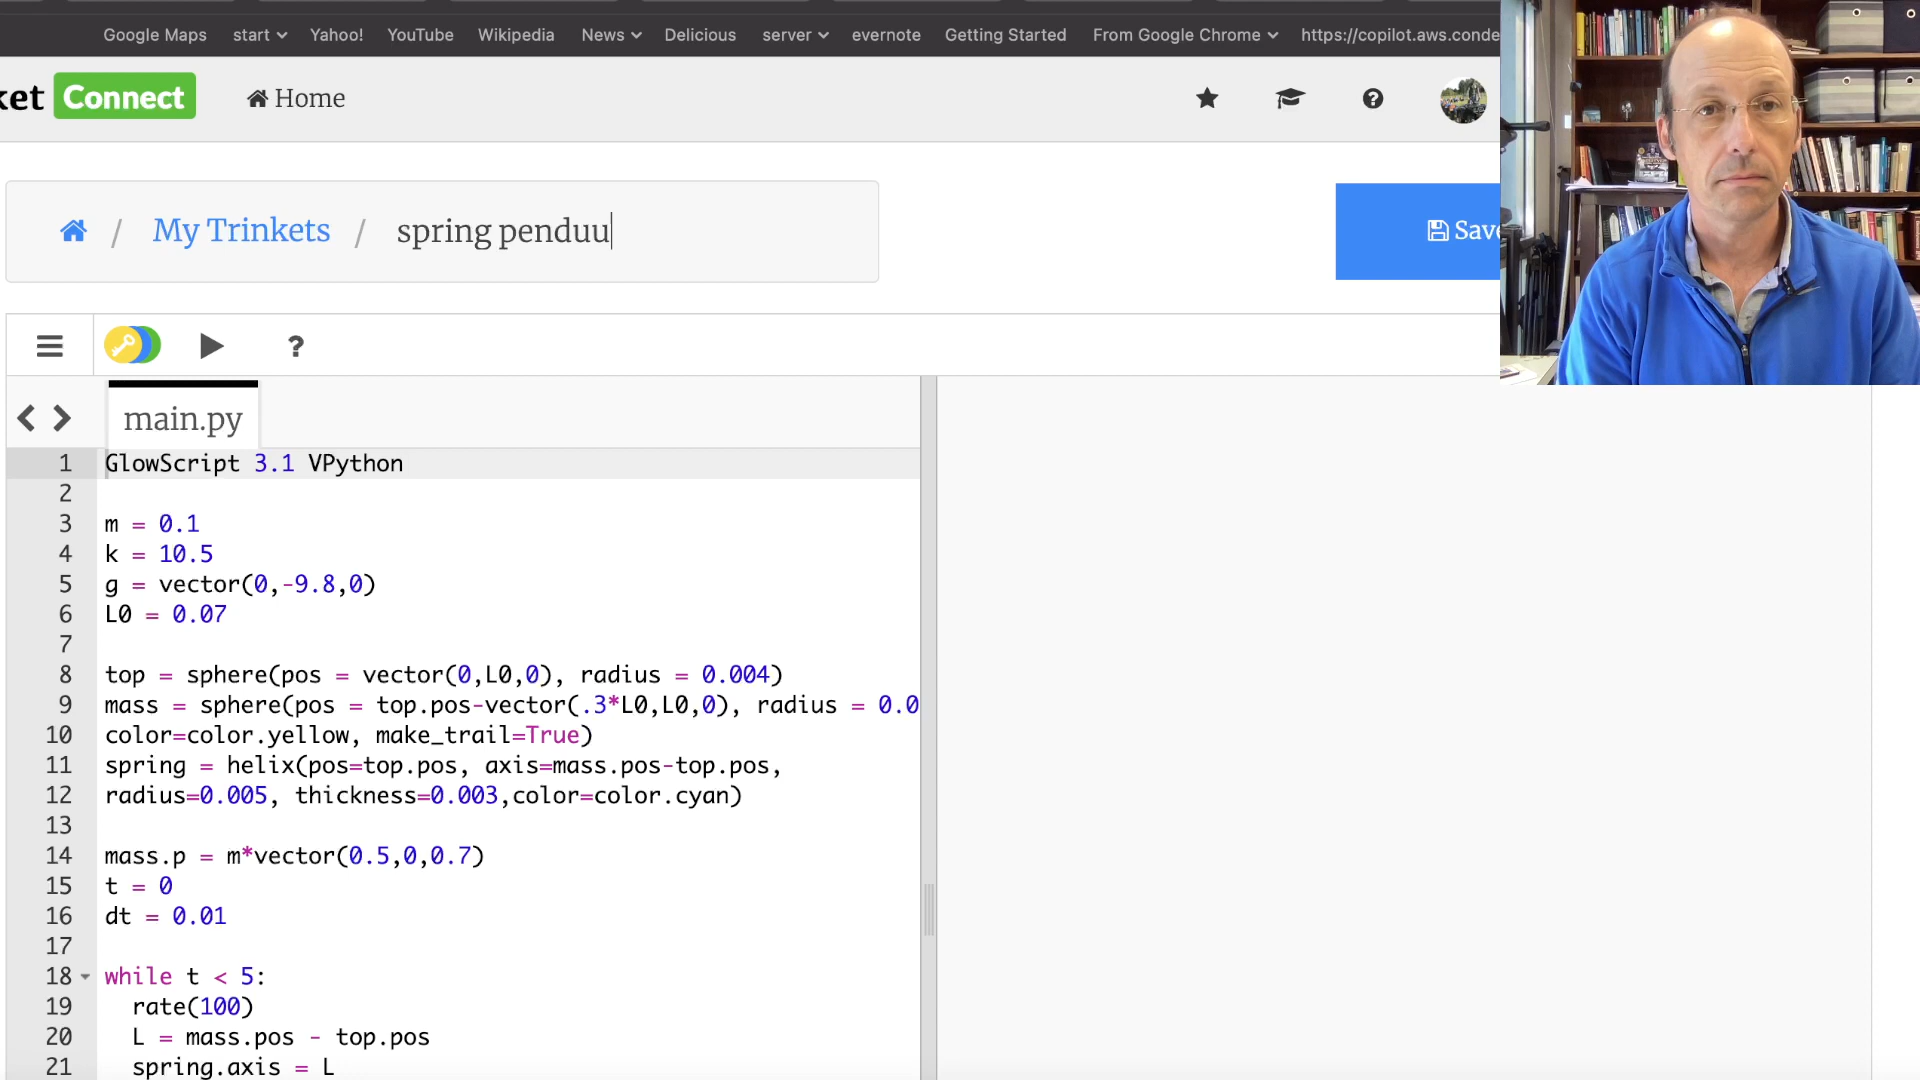 Google Maps start Yahoo! YouTube Wikipedia News Delicious server evernote Getting Started From Google Chrome https://copilot.aws.conde
ket Connect Home
/ My Trinkets / spring penduu Save
?
main.py
1 GlowScript 3.1 VPython
2
3 m = 0.1
4 k = 10.5
5 g = vector(0,-9.8,0)
6 L0 = 0.07
7
8 top = sphere(pos = vector(0,L0,0), radius = 0.004)
9 mass = sphere(pos = top.pos-vector(.3*L0,L0,0), radius = 0.0
10 color=color.yellow, make_trail=True)
11 spring = helix(pos=top.pos, axis=mass.pos-top.pos,
12 radius=0.005, thickness=0.003,color=color.cyan)
13
14 mass.p = m*vector(0.5,0,0.7)
15 t = 0
16 dt = 0.01
17
18 while t < 5:
19 rate(100)
20 L = mass.pos - top.pos
21 spring.axis = L